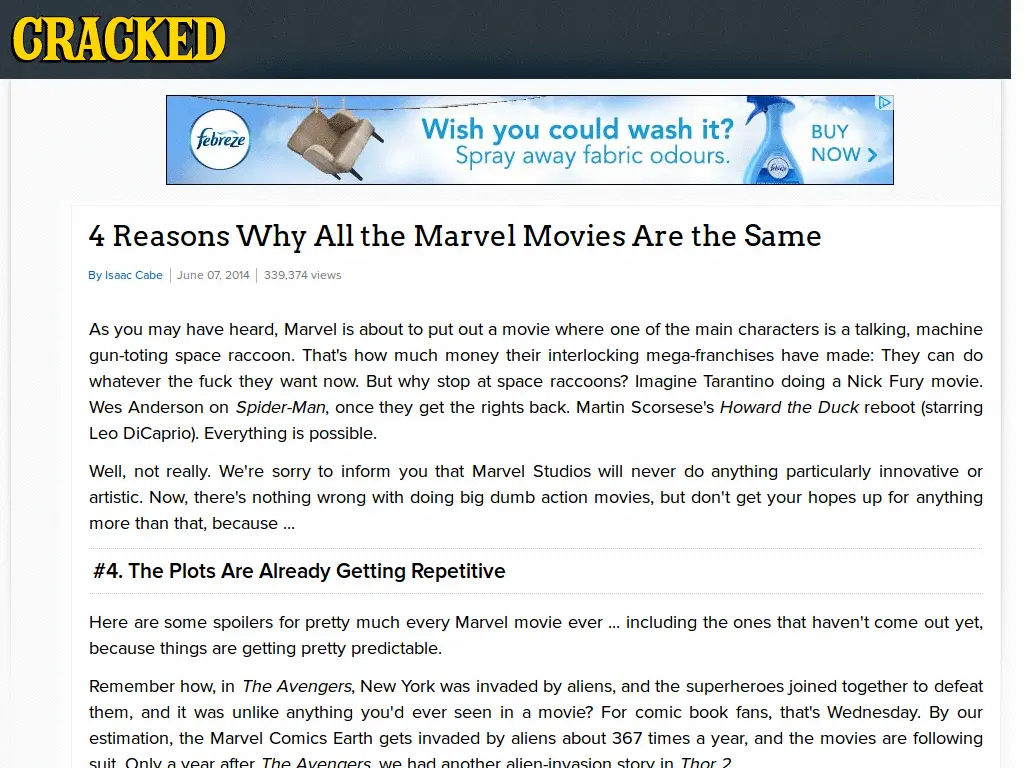 CRACKED
febreze
Wish you could wash it?
Spray away fabric odours.
BUY
NOW
4 Reasons Why All the Marvel Movies Are the Same
By Isaac Cabe | June 07, 2014 | 339,374 views
As you may have heard, Marvel is about to put out a movie where one of the main characters is a talking, machine
gun-toting space raccoon. That's how much money their interlocking mega-franchises have made: They can do
whatever the fuck they want now. But why stop at space raccoons? Imagine Tarantino doing a Nick Fury movie.
Wes Anderson on Spider-Man, once they get the rights back. Martin Scorsese's Howard the Duck reboot (starring
Leo DiCaprio). Everything is possible.
Well, not really. We're sorry to inform you that Marvel Studios will never do anything particularly innovative or
artistic. Now, there's nothing wrong with doing big dumb action movies, but don't get your hopes up for anything
more than that, because ...
#4. The Plots Are Already Getting Repetitive
Here are some spoilers for pretty much every Marvel movie ever ... including the ones that haven't come out yet,
because things are getting pretty predictable.
Remember how, in The Avengers, New York was invaded by aliens, and the superheroes joined together to defeat
them, and it was unlike anything you'd ever seen in a movie? For comic book fans, that's Wednesday. By our
estimation, the Marvel Comics Earth gets invaded by aliens about 367 times a year, and the movies are following
suit. Only a year after The Avengers, we had another alien-invasion story in Thor 2.